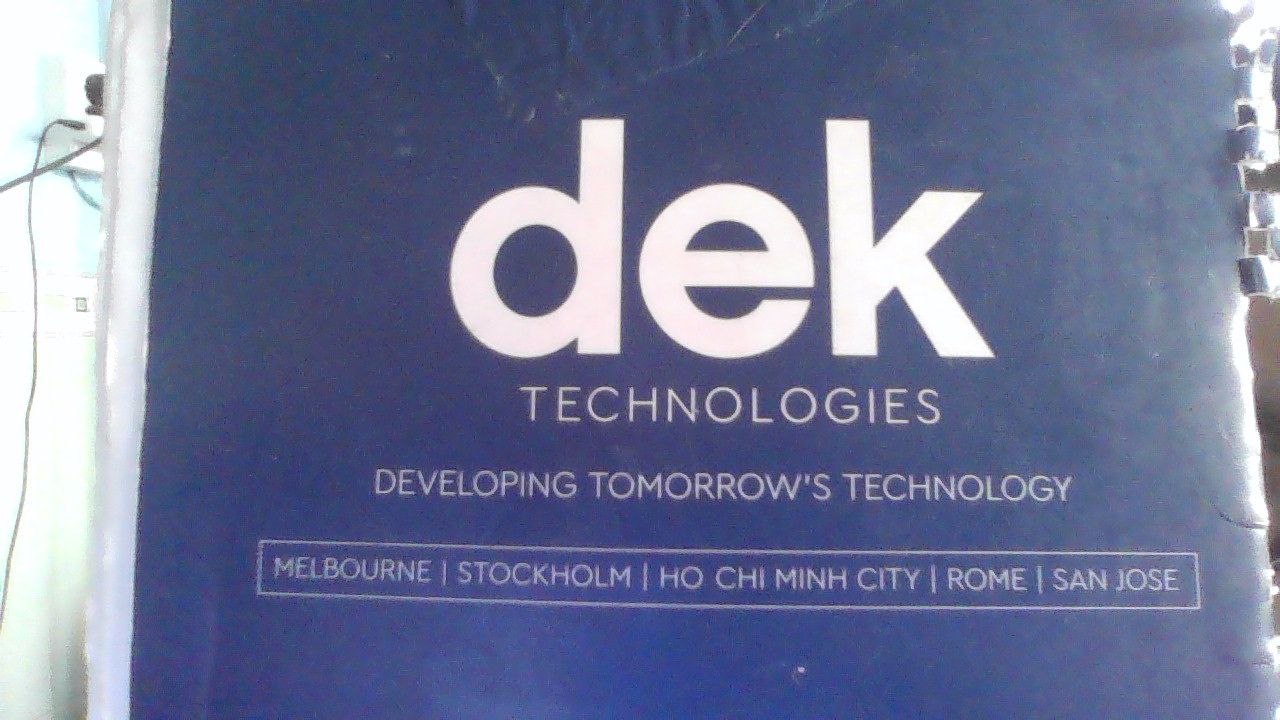 dek
TECHNOLOGIES
DEVELOPING TOMORROW'S TECHNOLOGY
MELBOURNE | STOCKHOLM | HO CHI MINH CITY | ROME | SAN JOSE